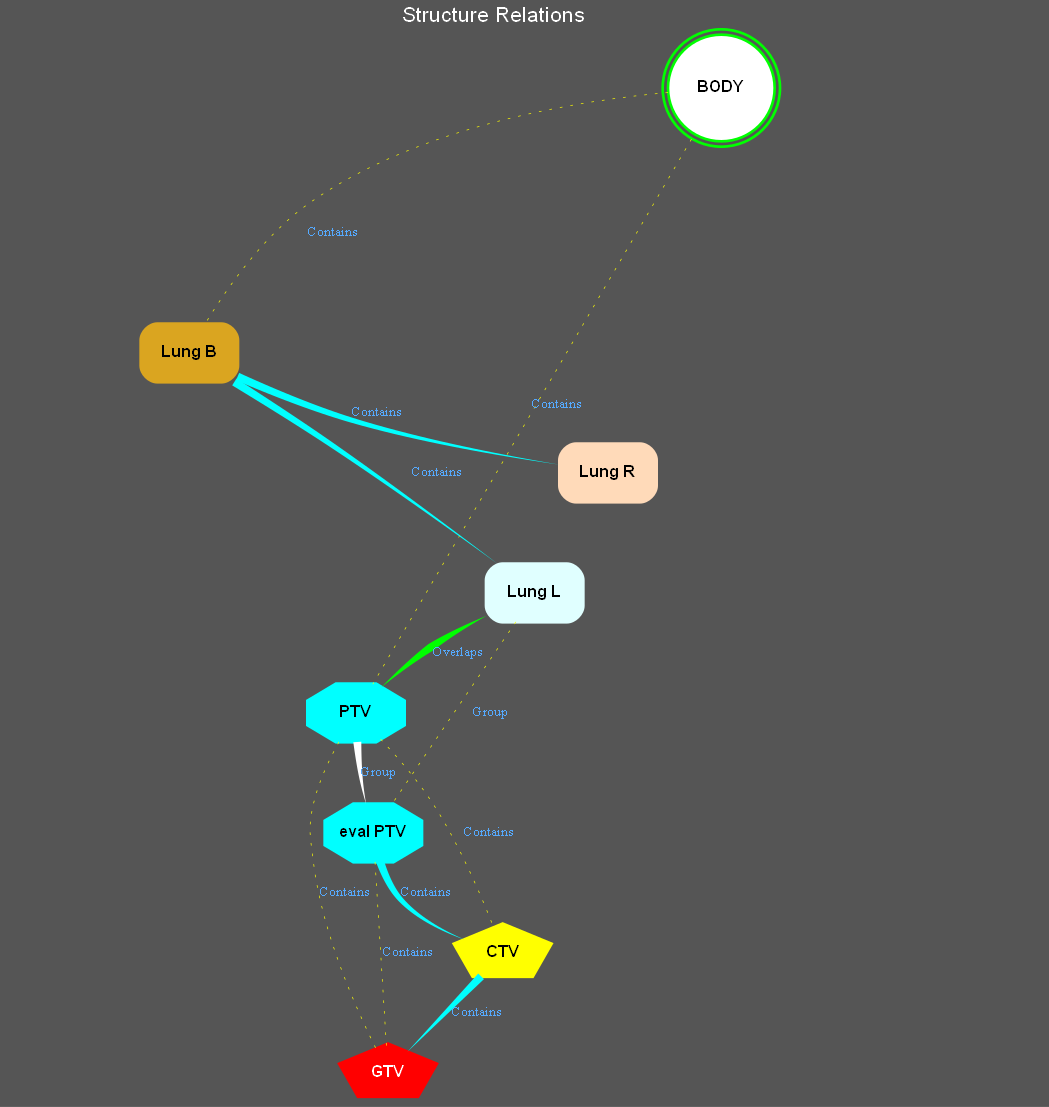 Structure Relations
BODY
Contains
Lung B
Contains
Contains
Lung R
Contains
Lung L
Overlaps
PTV
Group
Group
eval PTV
Contains
Contains
Contains
Contains
CTV
Contains
GTV